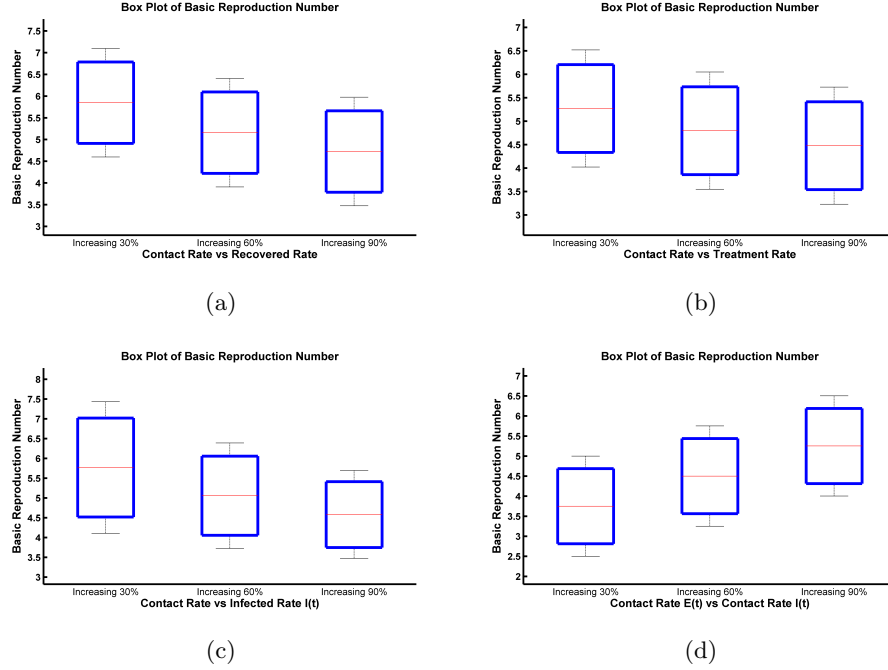 Box Plot of Basic Reproduction Number
Basic Reproduction Number
7.5
7
6.5
6
5.5
5
4.5
4
3.5
3
Increasing 30% Increasing 60% Increasing 90%
Contact Rate vs Recovered Rate
(a)
Box Plot of Basic Reproduction Number
Basic Reproduction Number
7
6.5
6
5.5
5
4.5
4
3.5
3
Increasing 30% Increasing 60% Increasing 90%
Contact Rate vs Treatment Rate
(b)
Box Plot of Basic Reproduction Number
Basic Reproduction Number
8
7.5
7
6.5
6
5.5
5
4.5
4
3.5
3
Increasing 30% Increasing 60% Increasing 90%
Contact Rate vs Infected Rate I(t)
(c)
Box Plot of Basic Reproduction Number
Basic Reproduction Number
7
6.5
6
5.5
5
4.5
4
3.5
3
2.5
2
Increasing 30% Increasing 60% Increasing 90%
Contact Rate E(t) vs Contact Rate I(t)
(d)